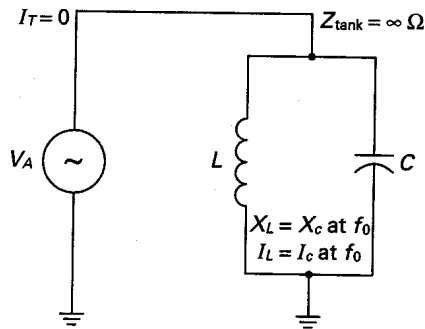 I_T = 0
Z_tank = ∞ Ω
V_A
~
L
C
X_L = X_c at f_0
I_L = I_c at f_0